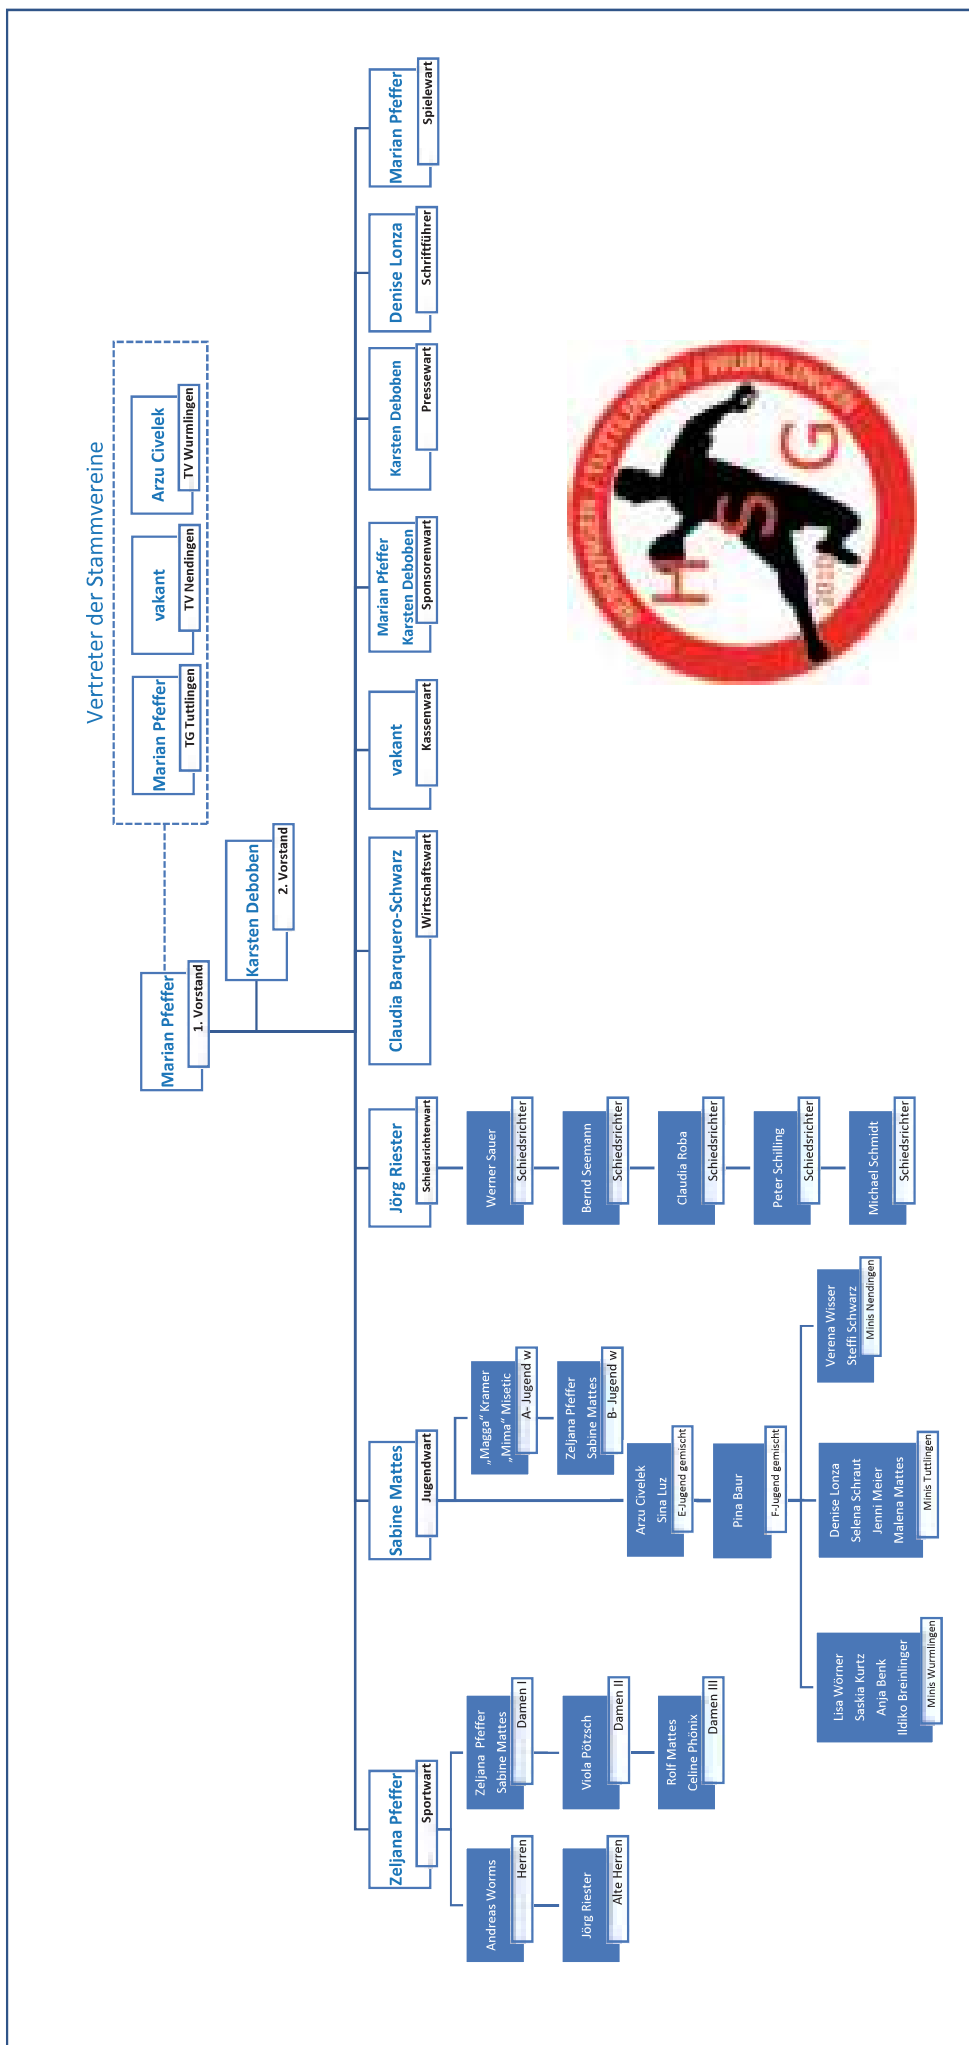 Vertreter der Stammvereine
Marian Pfeffer
TG Tuttlingen
vakant
TV Nendingen
Arzu Civelek
TV Wurmlingen
Marian Pfeffer
1. Vorstand
Karsten Deboben
2. Vorstand
Zeljana Pfeffer
Sportwart
Sabine Mattes
Jugendwart
Jörg Riester
Schiedsrichterwart
Claudia Barquero-Schwarz
Wirtschaftswart
vakant
Kassenwart
Marian Pfeffer
Karsten Deboben
Sponsorenwart
Karsten Deboben
Pressewart
Denise Lonza
Schriftführer
Marian Pfeffer
Spielewart
Andreas Worms
Herren
Jörg Riester
Alte Herren
Zeljana Pfeffer
Sabine Mattes
Damen I
Viola Pötzsch
Damen II
Rolf Mattes
Celine Phönix
Damen III
„Magga“ Kramer
„Mima“ Misetic
A- Jugend w
Zeljana Pfeffer
Sabine Mattes
B- Jugend w
Arzu Civelek
Sina Luz
E-Jugend gemischt
Pina Baur
F-Jugend gemischt
Lisa Wörner
Saskia Kurtz
Anja Benk
Ildiko Breinlinger
Minis Wurmlingen
Denise Lonza
Selena Schraut
Jenni Meier
Malena Mattes
Minis Tuttlingen
Verena Wisser
Steffi Schwarz
Minis Nendingen
Werner Sauer
Schiedsrichter
Bernd Seemann
Schiedsrichter
Claudia Roba
Schiedsrichter
Peter Schilling
Schiedsrichter
Michael Schmidt
Schiedsrichter
H S G